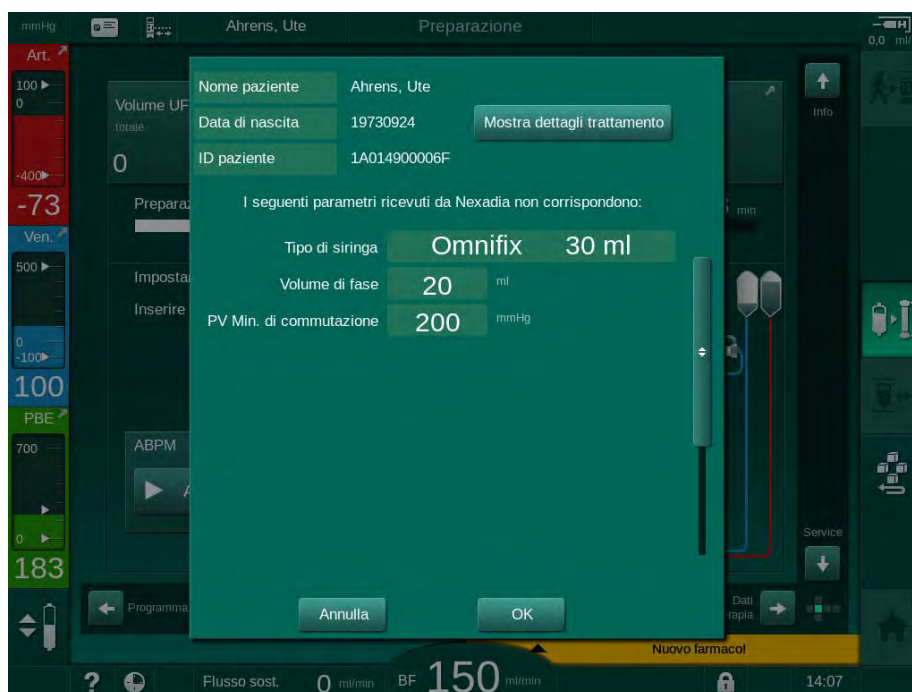 mmHg
Ahrens, Ute
Preparazione
0,0 ml/
Art.
100
0
-400
-73
Ven.
500
0
-100
100
PBE
700
0
183
Volume UF
totale
0
Nome paziente Ahrens, Ute
Data di nascita 19730924 Mostra dettagli trattamento
ID paziente 1A014900006F
Info
I seguenti parametri ricevuti da Nexadia non corrispondono:
min
Tipo di siringa Omnifix 30 ml
Volume di fase 20 ml
PV Min. di commutazione 200 mmHg
Inserire
ABPM
Service
Annulla OK
Programma
Dati
Nuovo farmaco!
? Flusso sost. 0 ml/min BF 150 ml/min 14:07